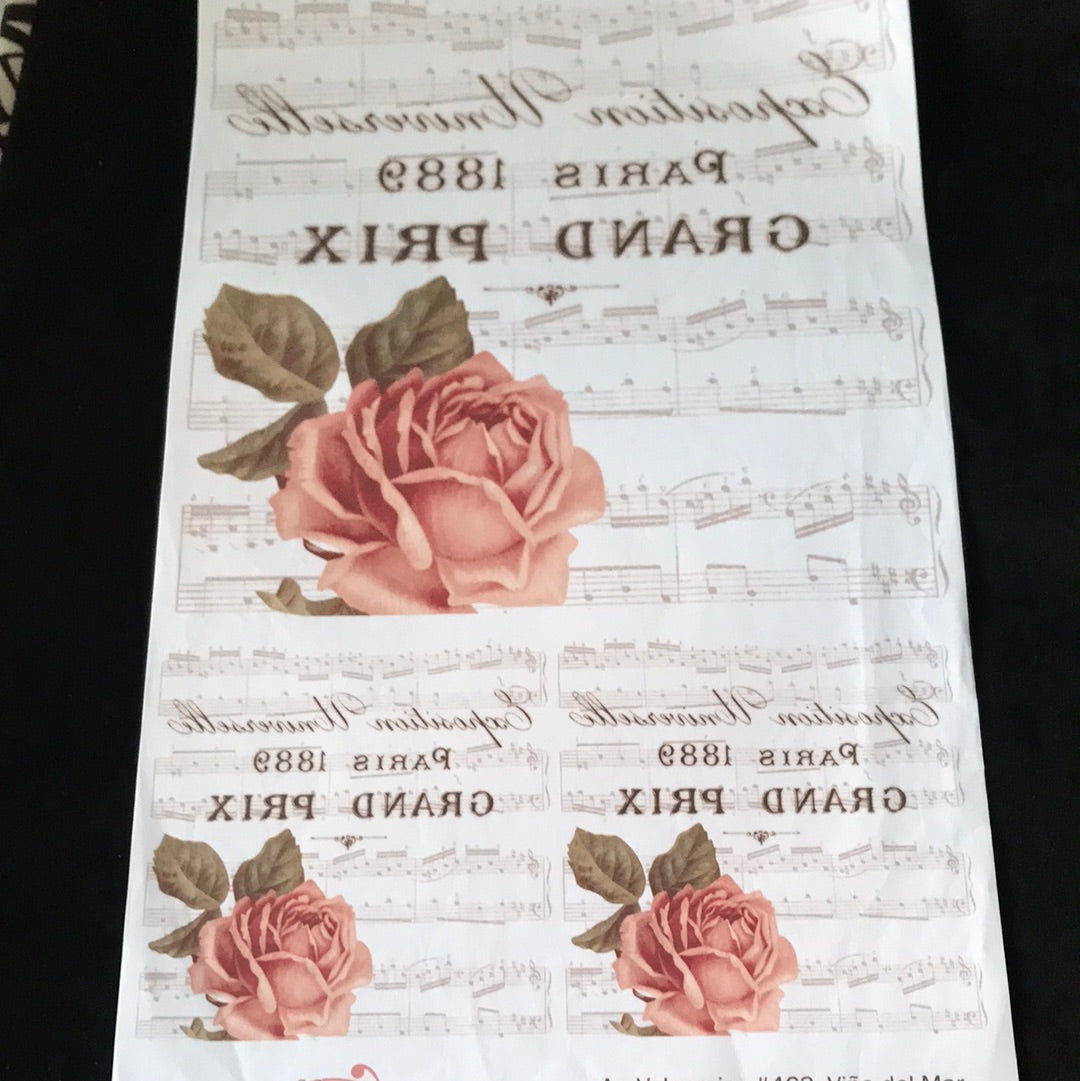 Exposition Universelle
PARIS 1889
GRAND PRIX
Exposition Universelle
PARIS 1889
GRAND PRIX
Exposition Universelle
PARIS 1889
GRAND PRIX
Viña del Mar